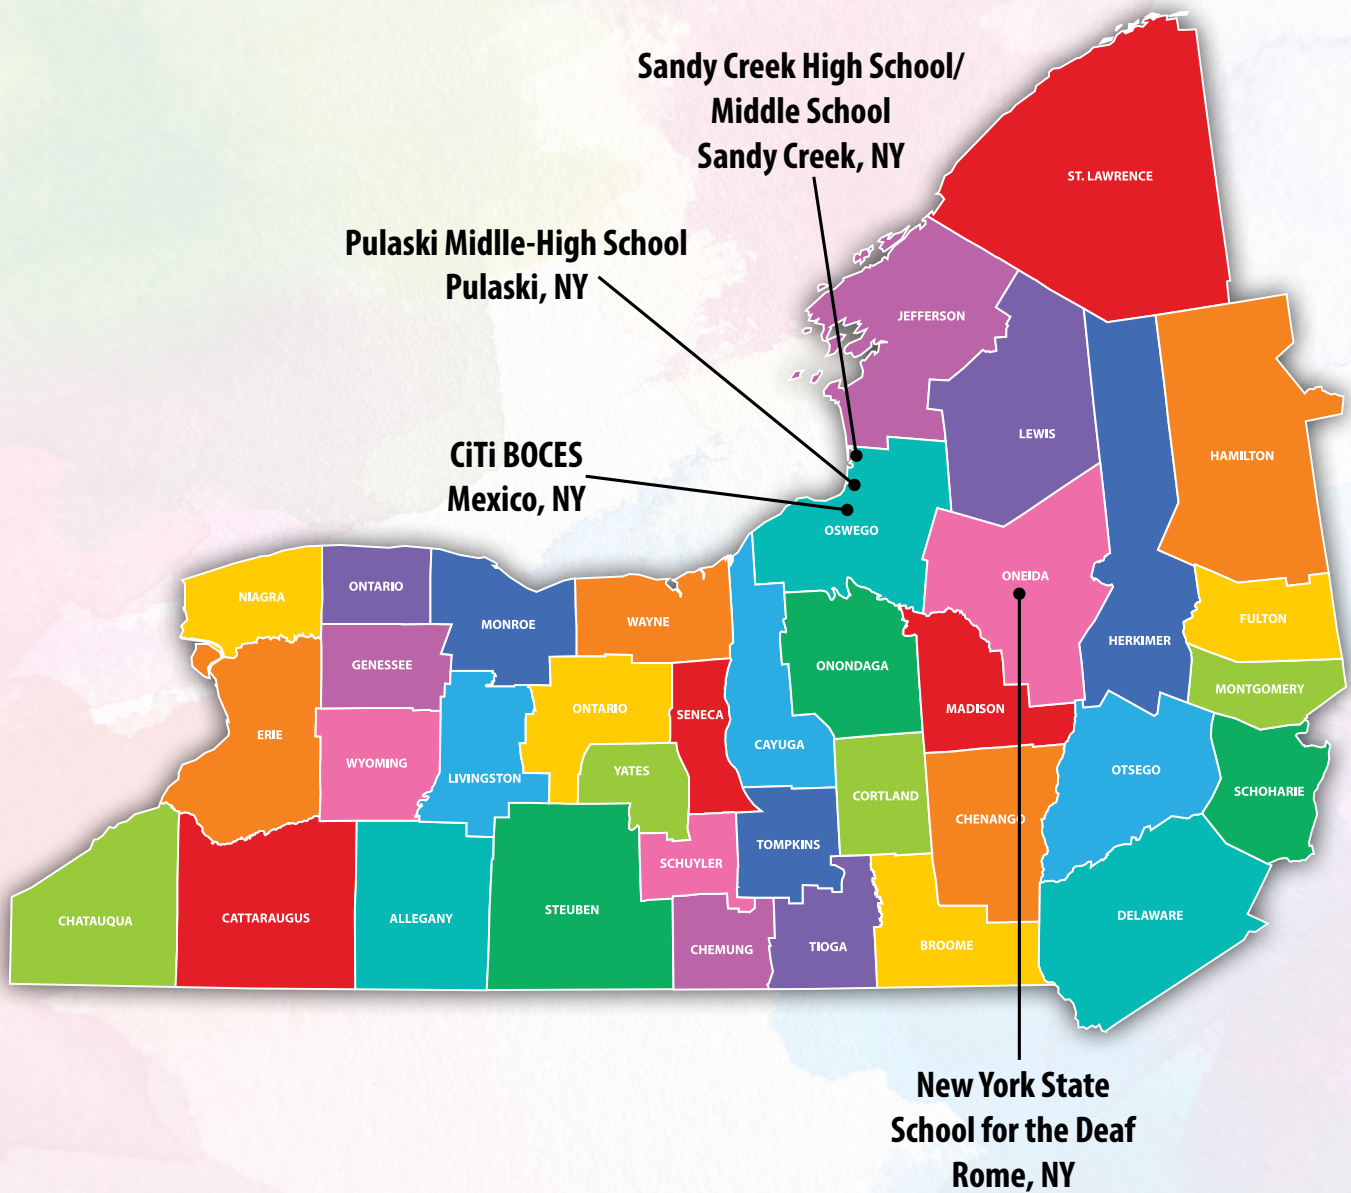 Sandy Creek High School/
Middle School
Sandy Creek, NY
ST. LAWRENCE
Pulaski Midlle-High School
Pulaski, NY
JEFFERSON
LEWIS
HAMILTON
CiTi BOCES
Mexico, NY
OSWEGO
ONEIDA
NIAGRA
ONTARIO
MONROE
WAYNE
HERKIMER
FULTON
GENESSEE
ONONDAGA
MONTGOMERY
ONTARIO
SENECA
MADISON
ERIE
WYOMING
LIVINGSTON
YATES
CAYUGA
OTSEGO
CORTLAND
SCHOHARIE
CHENANGO
SCHUYLER
TOMPKINS
CHATAUQUA
CATTARAUGUS
ALLEGANY
STEUBEN
DELAWARE
CHEMUNG
TIOGA
BROOME
New York State
School for the Deaf
Rome, NY